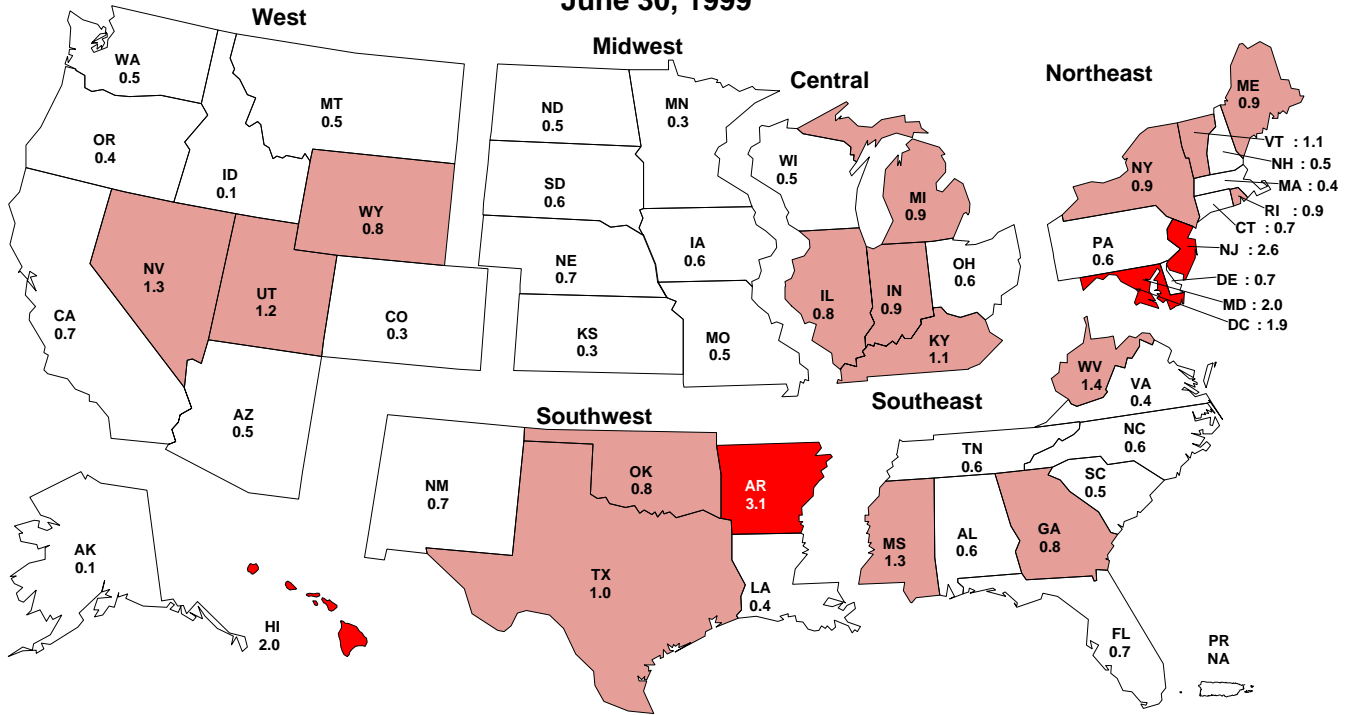 June 30, 1999
West
Midwest
Central
Northeast
WA
0.5
OR
0.4
MT
0.5
ID
0.1
WY
0.8
NV
1.3
UT
1.2
CA
0.7
CO
0.3
AZ
0.5
AK
0.1
HI
2.0
ND
0.5
MN
0.3
SD
0.6
NE
0.7
IA
0.6
KS
0.3
MO
0.5
WI
0.5
MI
0.9
IL
0.8
IN
0.9
OH
0.6
KY
1.1
ME
0.9
VT : 1.1
NH : 0.5
MA : 0.4
RI : 0.9
CT : 0.7
NJ : 2.6
DE : 0.7
MD : 2.0
DC : 1.9
NY
0.9
PA
0.6
Southwest
NM
0.7
OK
0.8
AR
3.1
TX
1.0
LA
0.4
Southeast
WV
1.4
VA
0.4
TN
0.6
NC
0.6
SC
0.5
MS
1.3
AL
0.6
GA
0.8
FL
0.7
PR
NA